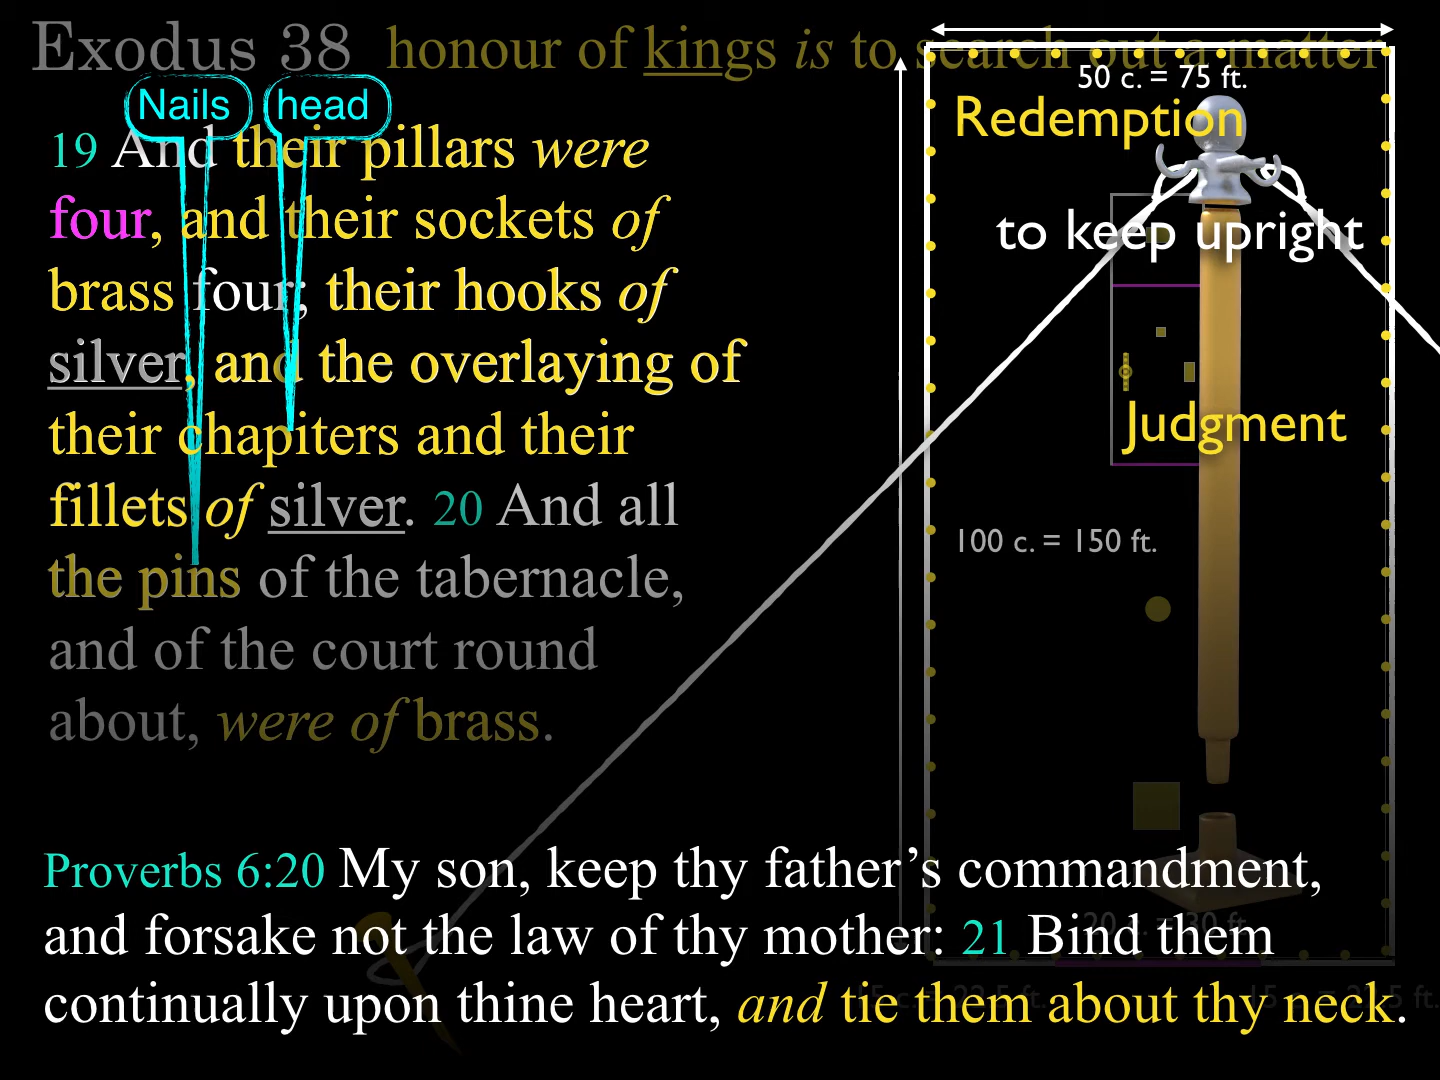 Exodus 38 honour of kings is to search out a matter
50 c. = 75 ft.
Nails head
Redemption
19 And their pillars were
four, and their sockets of
brass four; their hooks of
silver, and the overlaying of
their chapiters and their
fillets of silver. 20 And all
the pins of the tabernacle,
and of the court round
about, were of brass.
to keep upright
Judgment
100 c. = 150 ft.
20 c. = 30 ft.
Proverbs 6:20 My son, keep thy father’s commandment,
and forsake not the law of thy mother: 21 Bind them
continually upon thine heart, and tie them about thy neck.